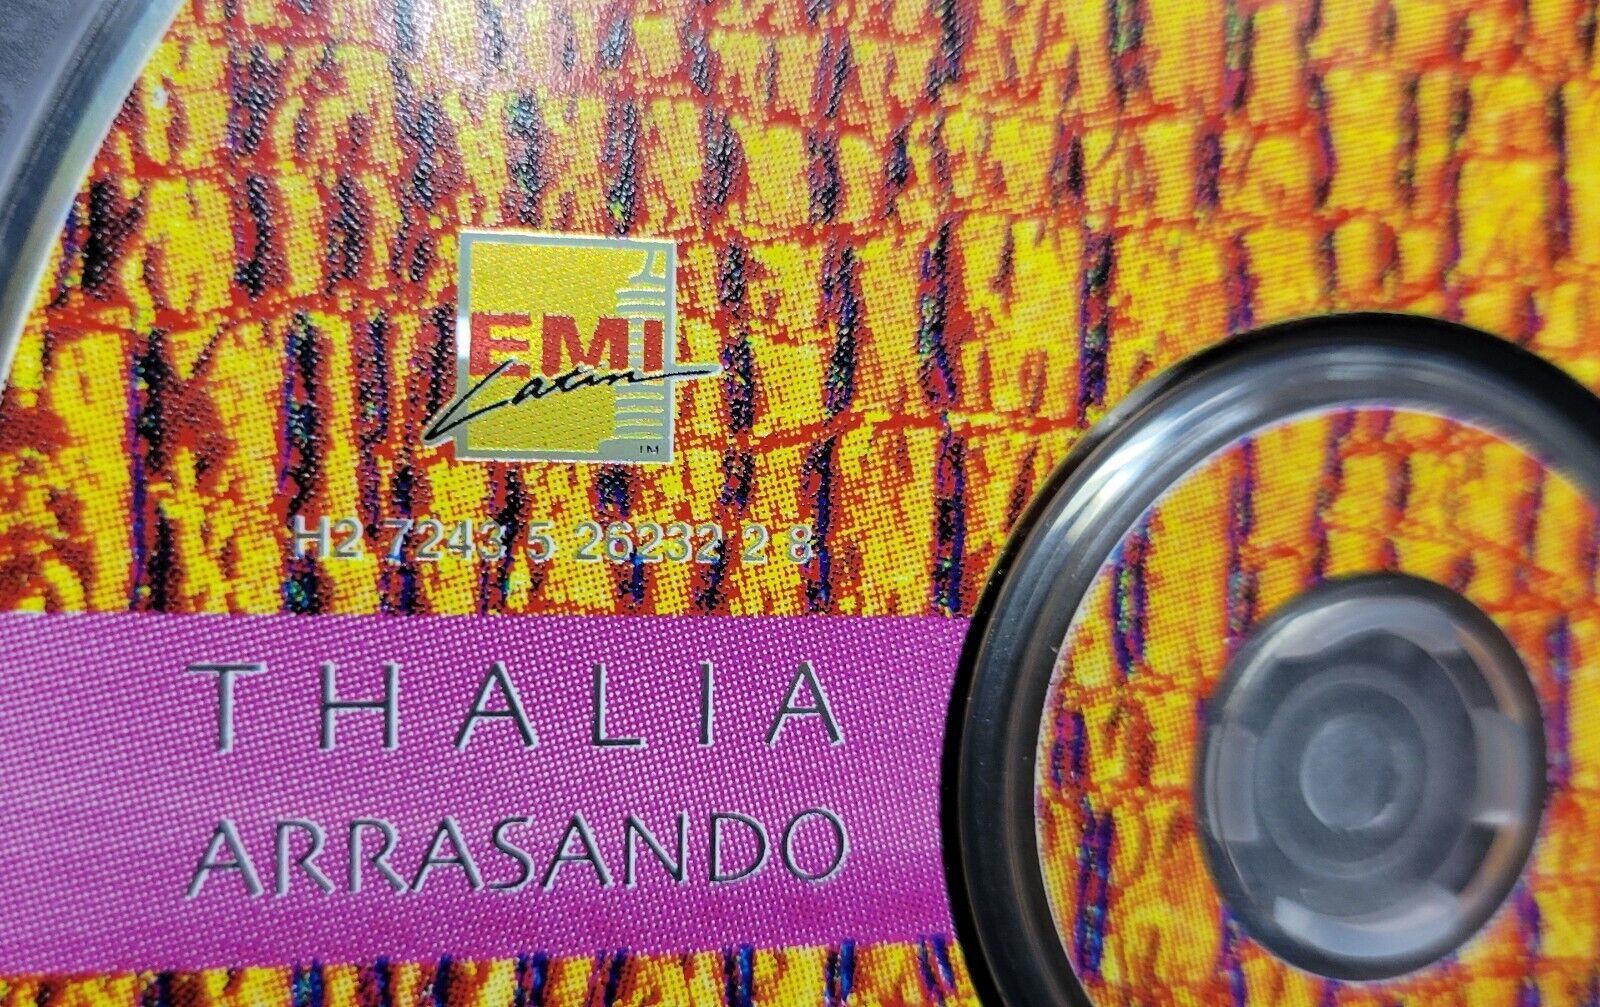 EMI
Latin
TM
H2 7243 5 26232 2 8
THALIA
ARRASANDO